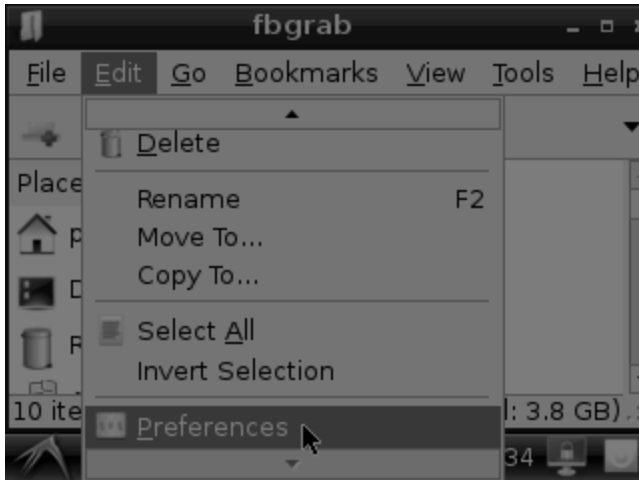 fbgrab
File Edit Go Bookmarks View Tools Help
Delete
Place
Rename F2
Move To...
Copy To...
Select All
Invert Selection
10 ite : 3.8 GB)
Preferences
34